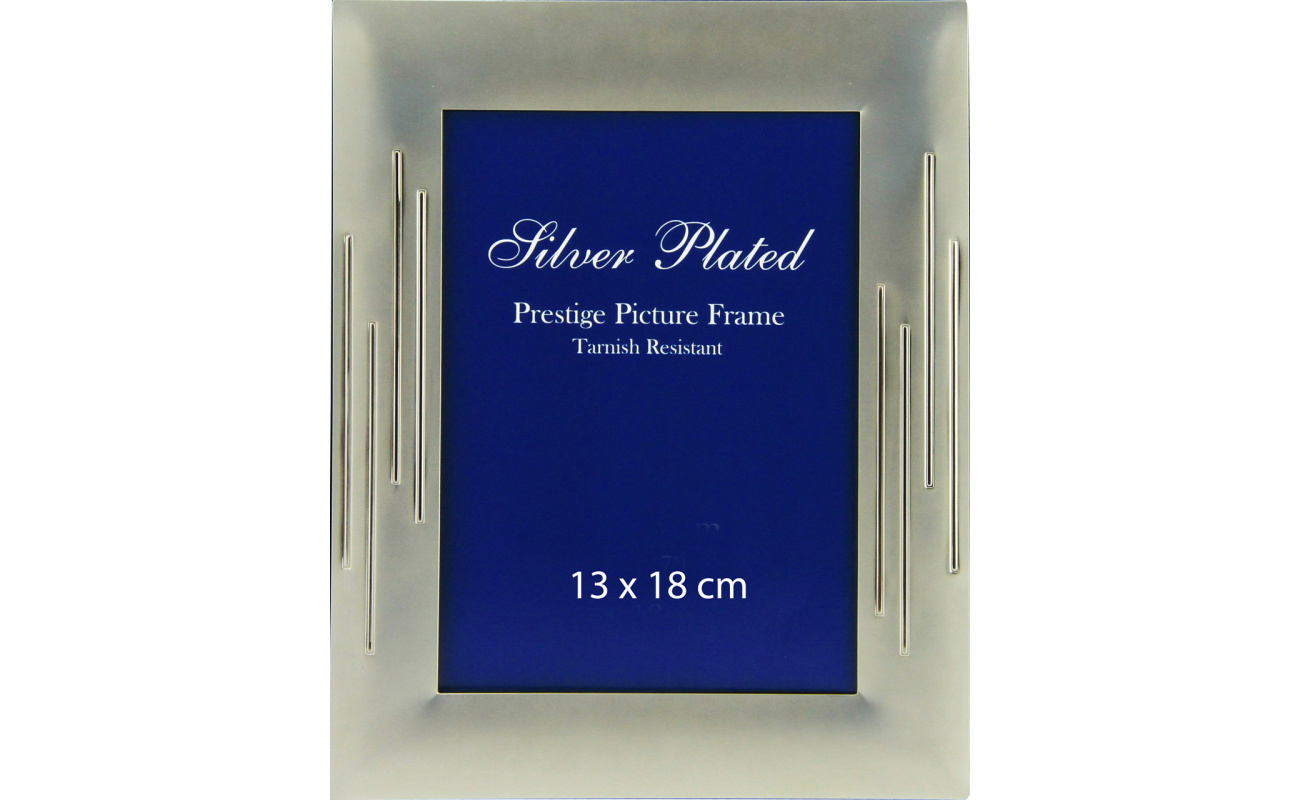 Silver Plated
Prestige Picture Frame
Tarnish Resistant
13 x 18 cm